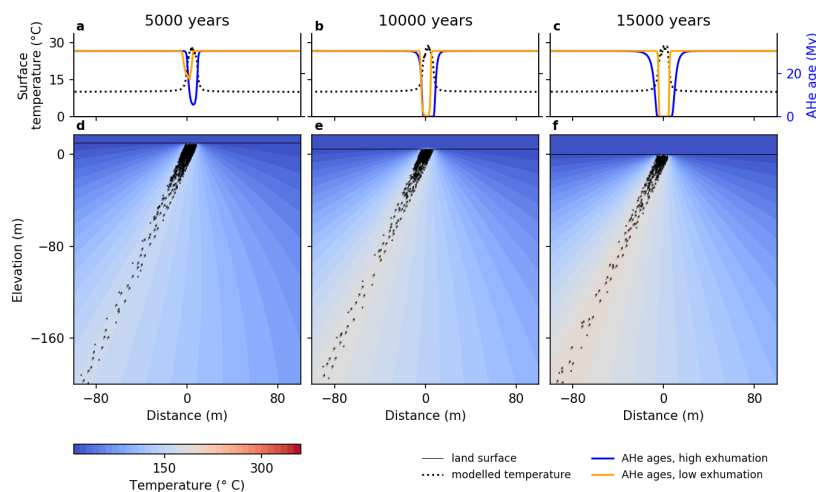 5000 years
10000 years
15000 years
a
b
c
30
15
0
Surface
temperature (°C)
20
0
AHe age (My)
d
e
f
0
−80
−160
Elevation (m)
−80
0
80
−80
0
80
−80
0
80
Distance (m)
Distance (m)
Distance (m)
150
300
Temperature (° C)
land surface
modelled temperature
AHe ages, high exhumation
AHe ages, low exhumation